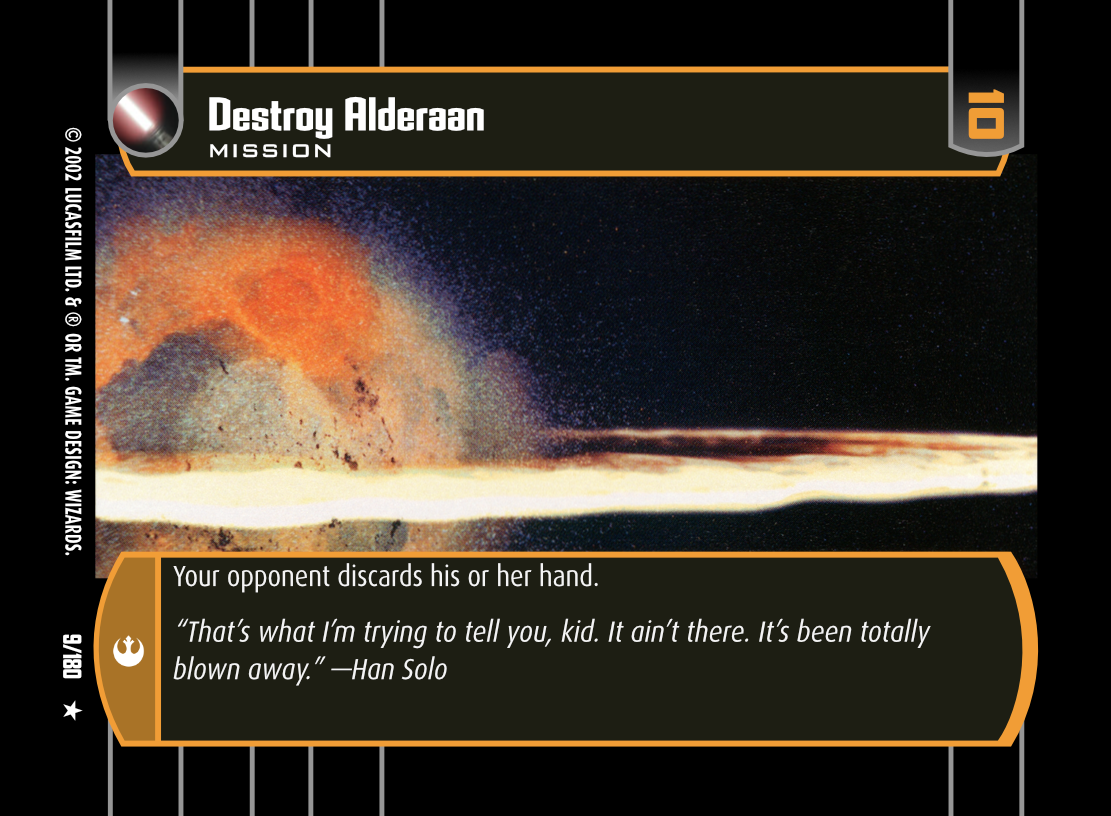 Destroy Alderaan
MISSION
10
Your opponent discards his or her hand.
“That’s what I’m trying to tell you, kid. It ain’t there. It’s been totally
blown away.” —Han Solo
© 2002 LUCASFILM LTD. & ® OR TM. GAME DESIGN: WIZARDS.
9/180 ★